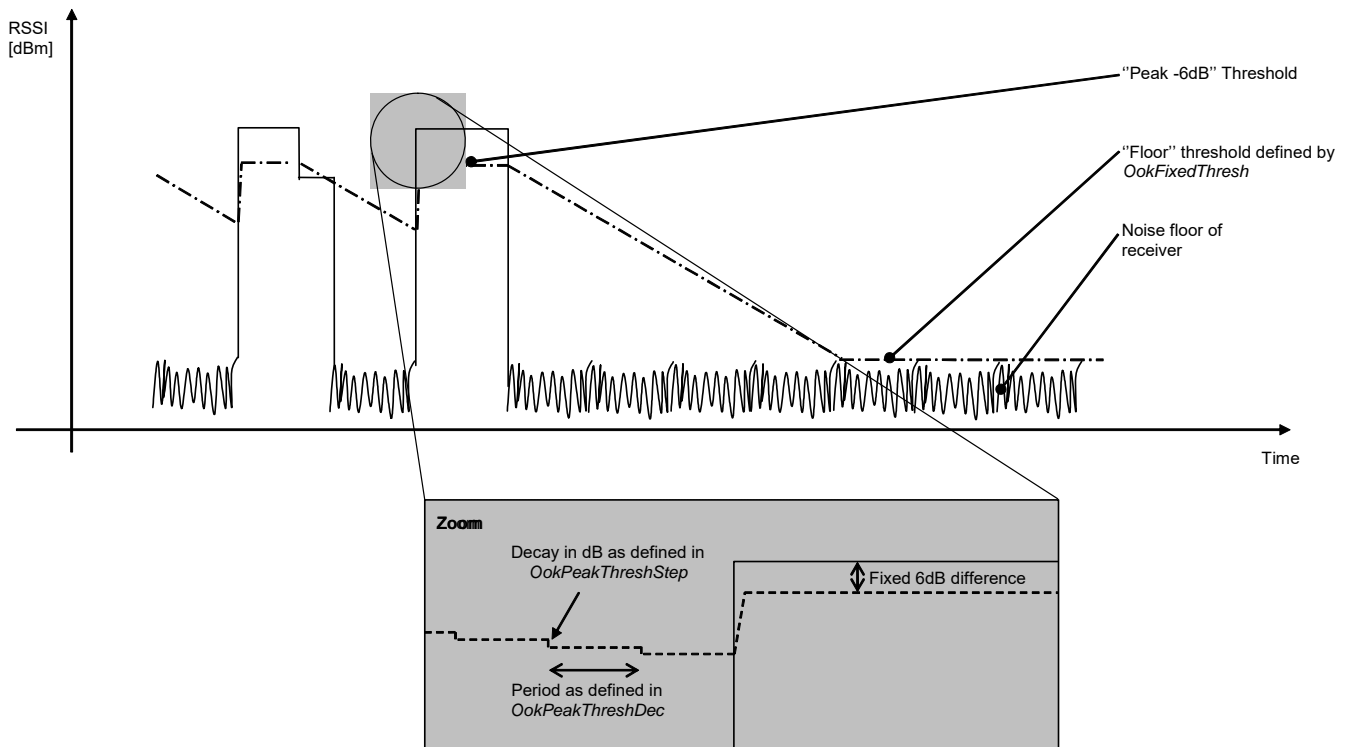 RSSI
[dBm]
‘’Peak -6dB’’ Threshold
‘’Floor’’ threshold defined by
OokFixedThresh
Noise floor of
receiver
Time
Zoom
Decay in dB as defined in
OokPeakThreshStep
Fixed 6dB difference
Period as defined in
OokPeakThreshDec